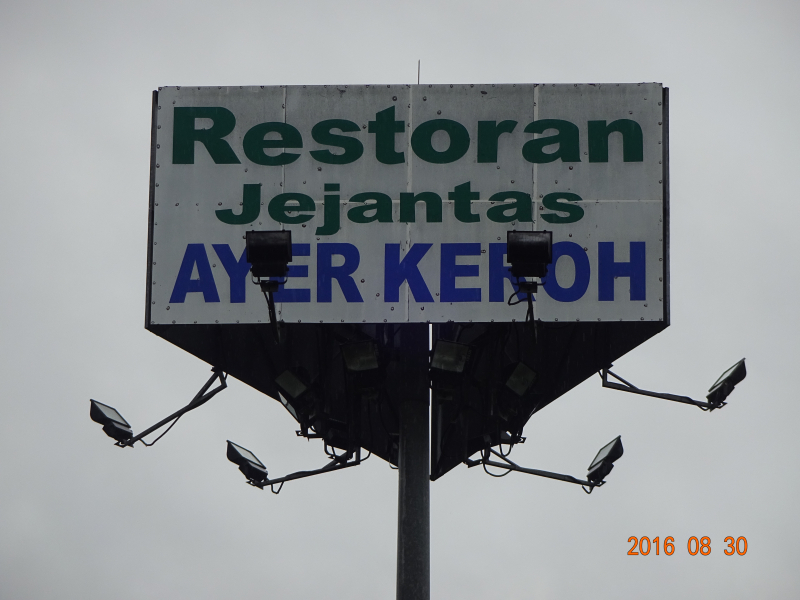 Restoran
Jejantas
AYER KEROH
2016 08 30